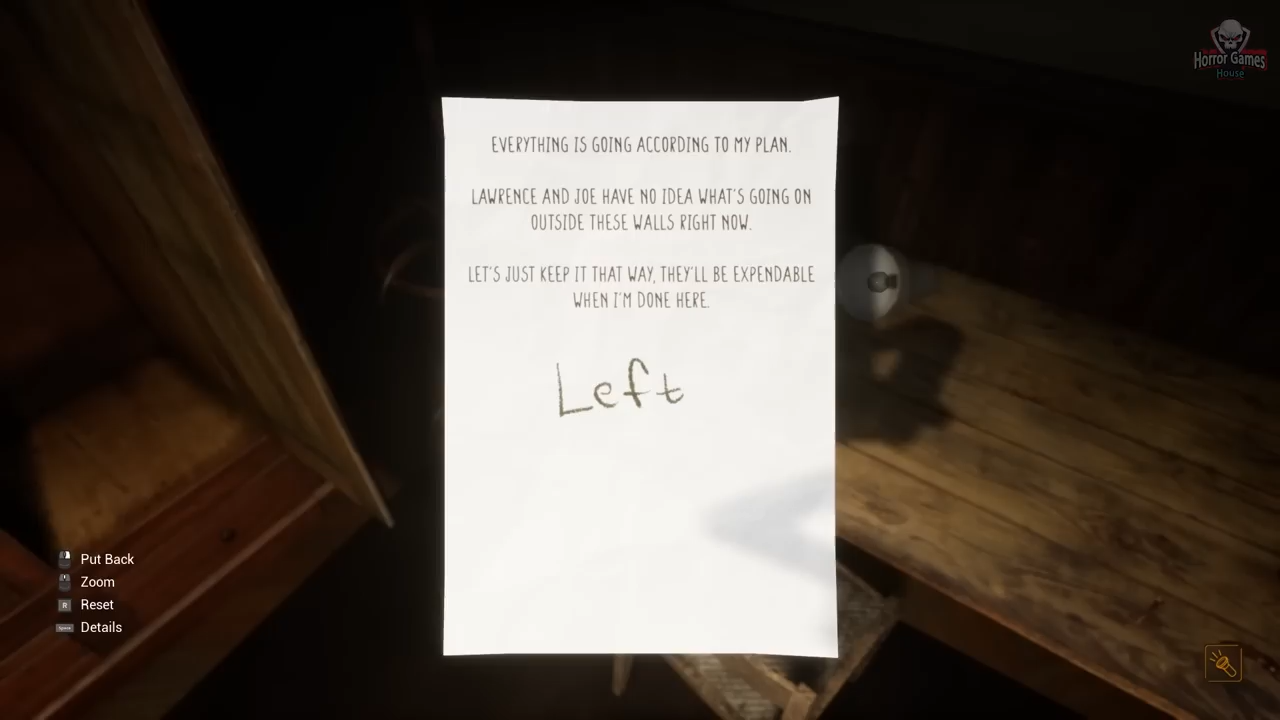 Horror Games
House
EVERYTHING IS GOING ACCORDING TO MY PLAN.
LAWRENCE AND JOE HAVE NO IDEA WHAT'S GOING ON
OUTSIDE THESE WALLS RIGHT NOW.
LET'S JUST KEEP IT THAT WAY, THEY'LL BE EXPENDABLE
WHEN I'M DONE HERE.
Left
Put Back
Zoom
R Reset
Space Details